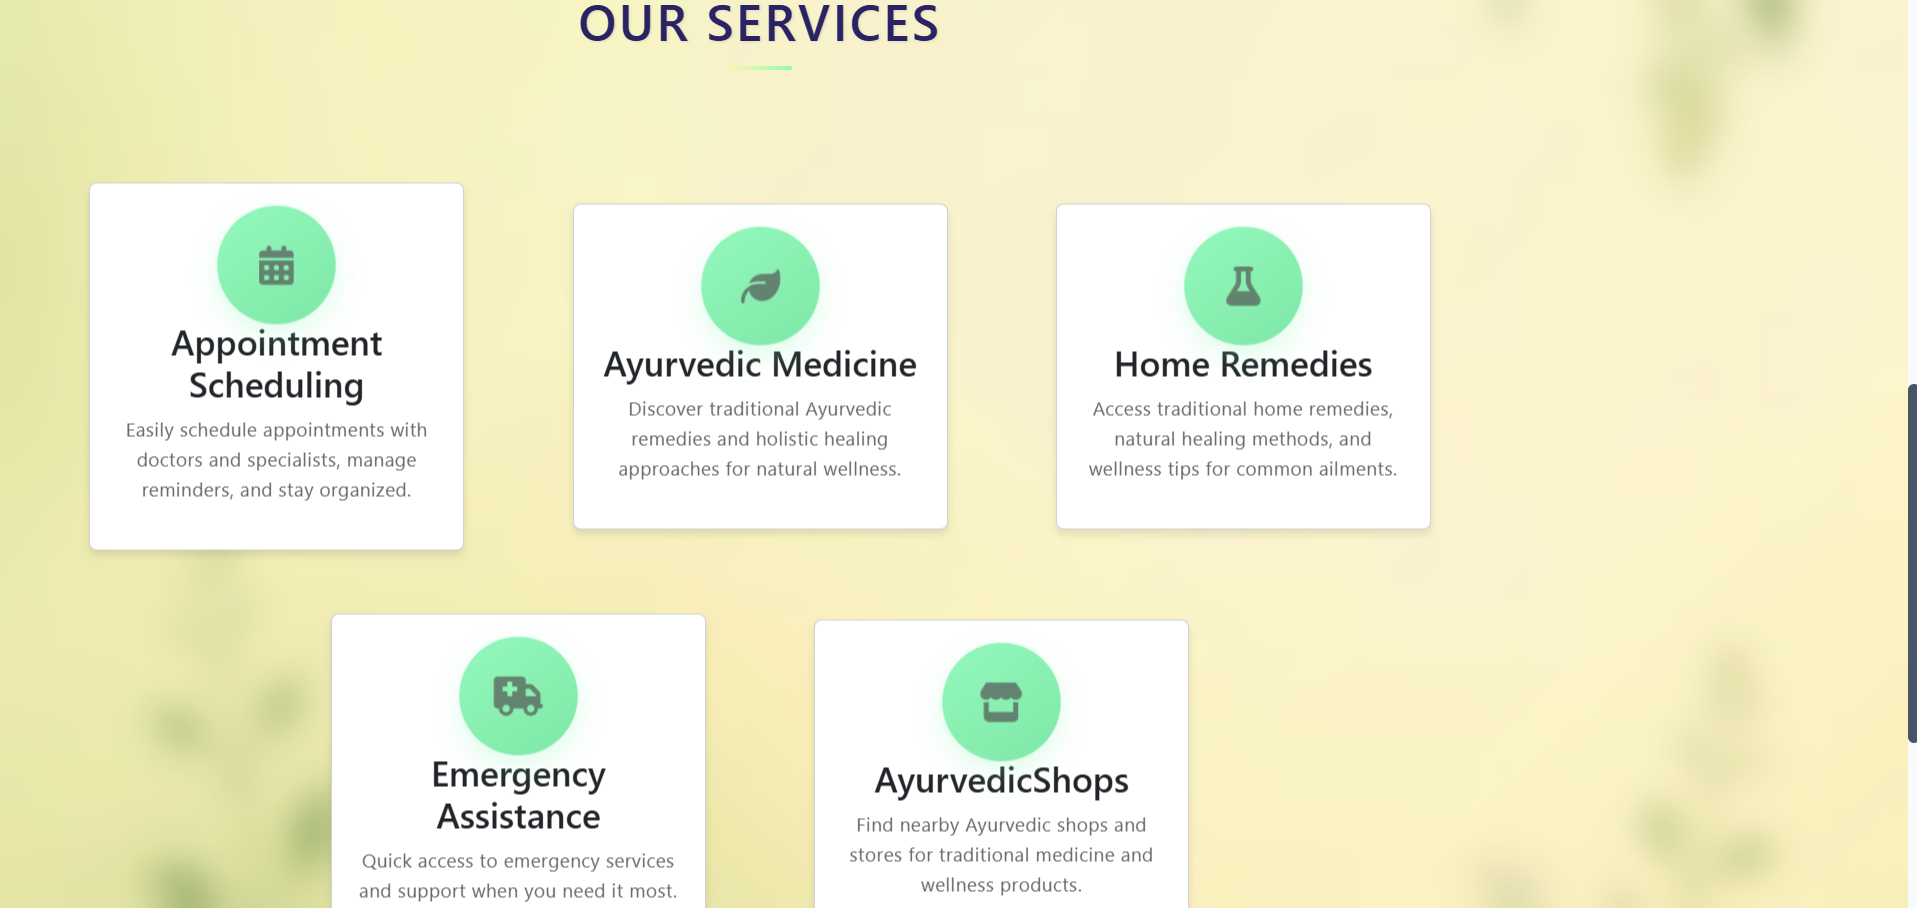 OUR SERVICES
Appointment
Scheduling
Easily schedule appointments with
doctors and specialists, manage
reminders, and stay organized.
Ayurvedic Medicine
Discover traditional Ayurvedic
remedies and holistic healing
approaches for natural wellness.
Home Remedies
Access traditional home remedies,
natural healing methods, and
wellness tips for common ailments.
Emergency
Assistance
Quick access to emergency services
and support when you need it most.
AyurvedicShops
Find nearby Ayurvedic shops and
stores for traditional medicine and
wellness products.